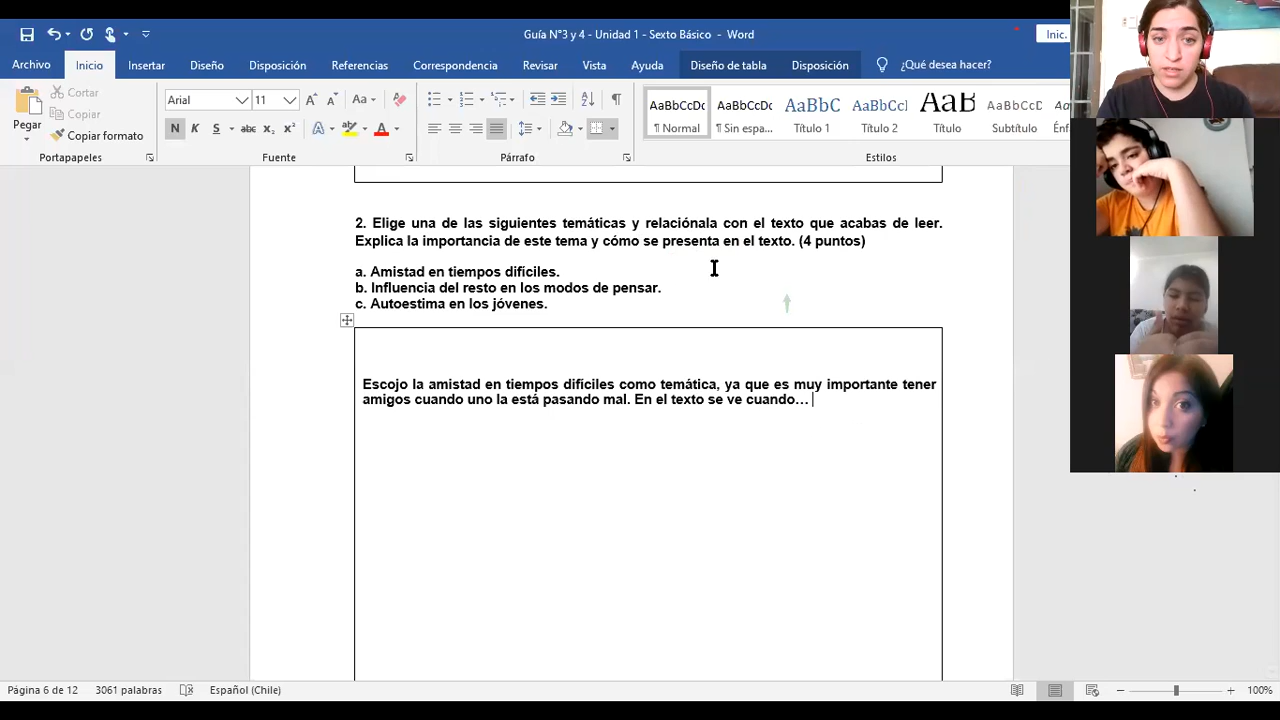 Guía N°3 y 4 - Unidad 1 - Sexto Básico - Word
Inic.
Archivo Inicio Insertar Diseño Disposición Referencias Correspondencia Revisar Vista Ayuda Diseño de tabla Disposición ¿Qué desea hacer?
Pegar
Cortar
Copiar
Copiar formato
Portapapeles
Arial 11
Aa
N K S abc x₂ x²
Fuente
Párrafo
AaBbCcDc AaBbCcDc AaBbC AaBbCcI AaB AaBbCcD
¶ Normal ¶ Sin espa... Título 1 Título 2 Título Subtítulo
Estilos
2. Elige una de las siguientes temáticas y relaciónala con el texto que acabas de leer.
Explica la importancia de este tema y cómo se presenta en el texto. (4 puntos)
a. Amistad en tiempos difíciles.
b. Influencia del resto en los modos de pensar.
c. Autoestima en los jóvenes.
Escojo la amistad en tiempos difíciles como temática, ya que es muy importante tener
amigos cuando uno la está pasando mal. En el texto se ve cuando…
Página 6 de 12 3061 palabras Español (Chile) 100%